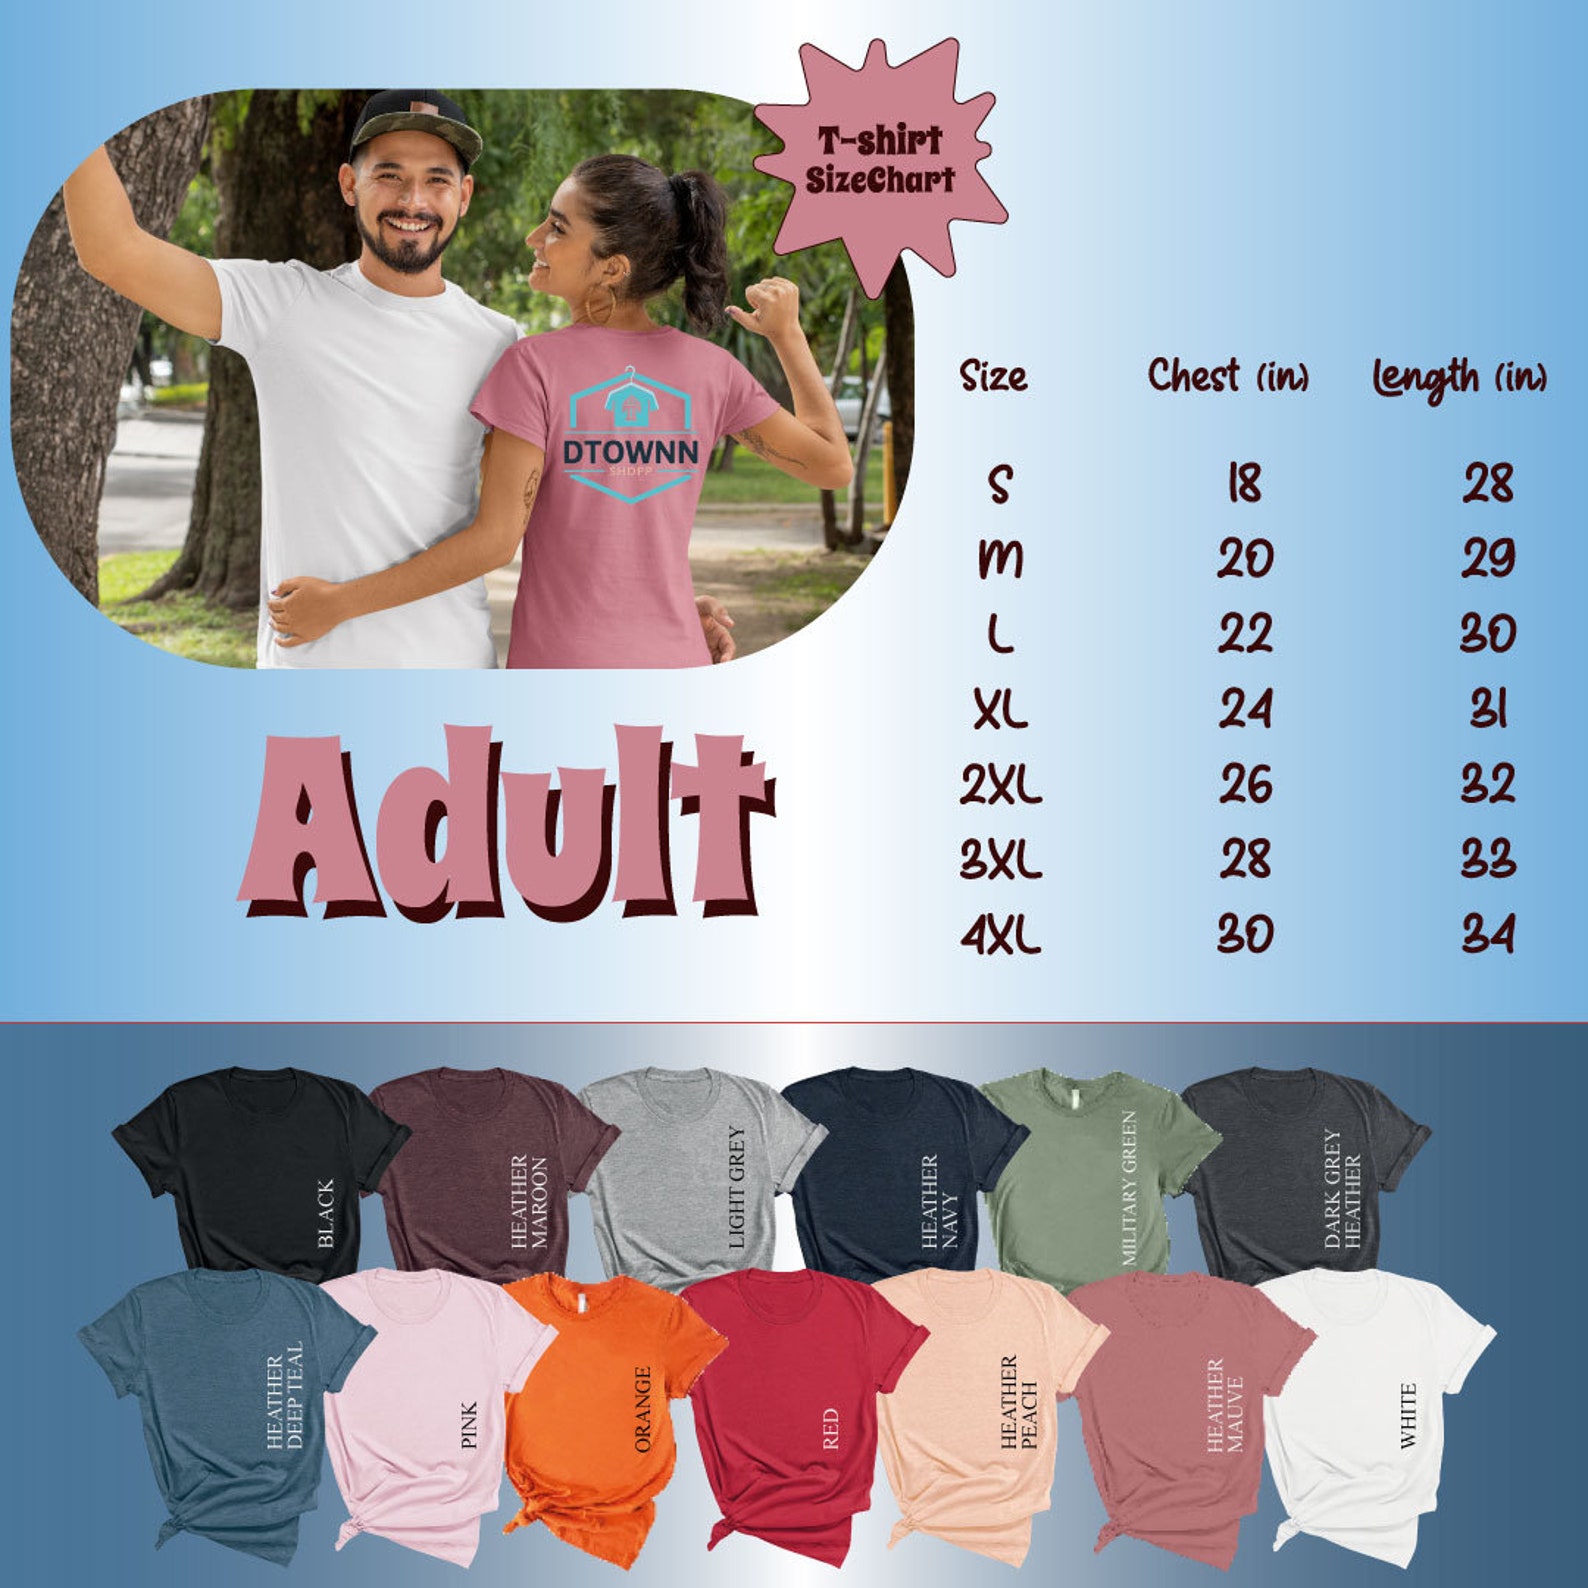 T-shirt
SizeChart
DTOWNN
SHOPP
Adult
Size Chest (in) Length (in)
S 18 28
M 20 29
L 22 30
XL 24 31
2XL 26 32
3XL 28 33
4XL 30 34
BLACK
HEATHER
MAROON
LIGHT GREY
HEATHER
NAVY
MILITARY GREEN
DARK GREY
HEATHER
HEATHER
DEEP TEAL
PINK
ORANGE
RED
HEATHER
PEACH
HEATHER
MAUVE
WHITE